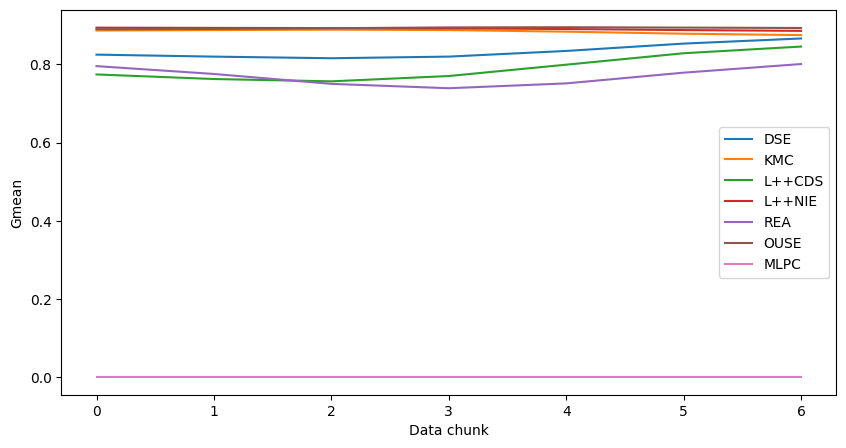 Gmean
0.8
0.6
0.4
0.2
0.0
0 1 2 3 4 5 6
Data chunk
DSE
KMC
L++CDS
L++NIE
REA
OUSE
MLPC